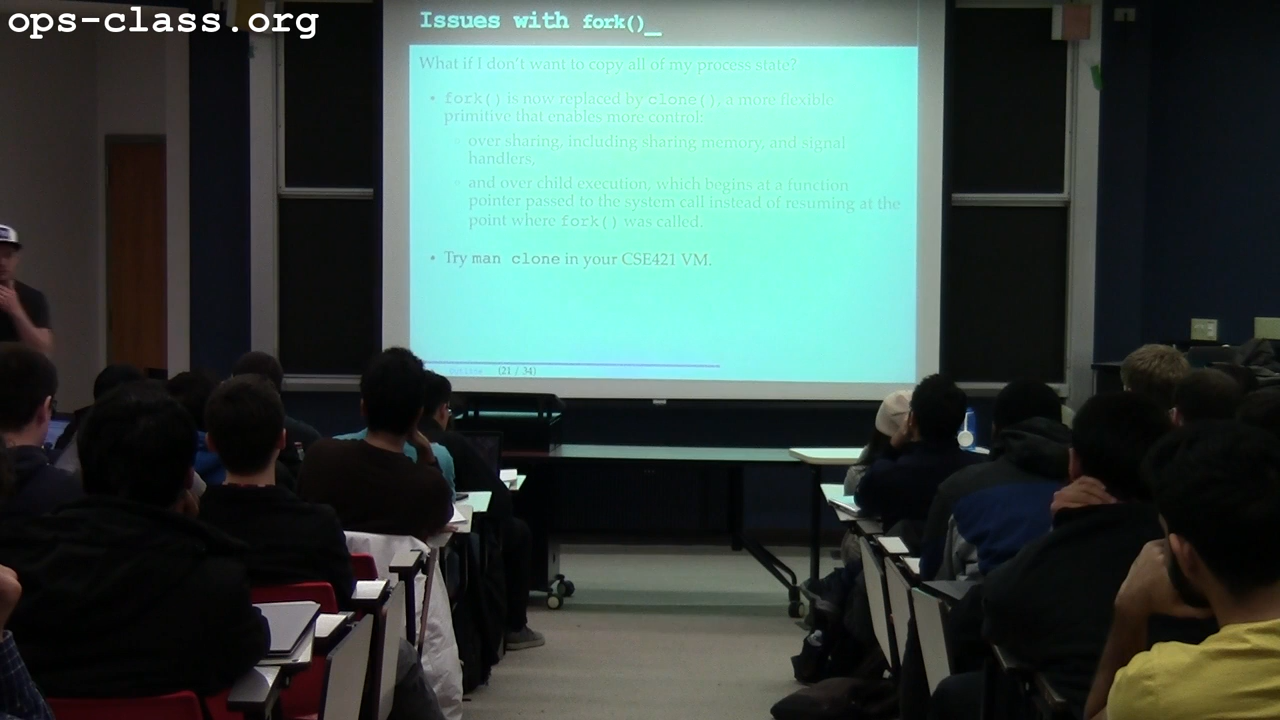 ops-class.org
Issues with fork()_
What if I don't want to copy all of my process state?
• fork() is now replaced by clone(), a more flexible
primitive that enables more control:
◦ over sharing, including sharing memory, and signal
handlers,
◦ and over child execution, which begins at a function
pointer passed to the system call instead of resuming at the
point where fork() was called.
• Try man clone in your CSE421 VM.
Outline (21 / 34)